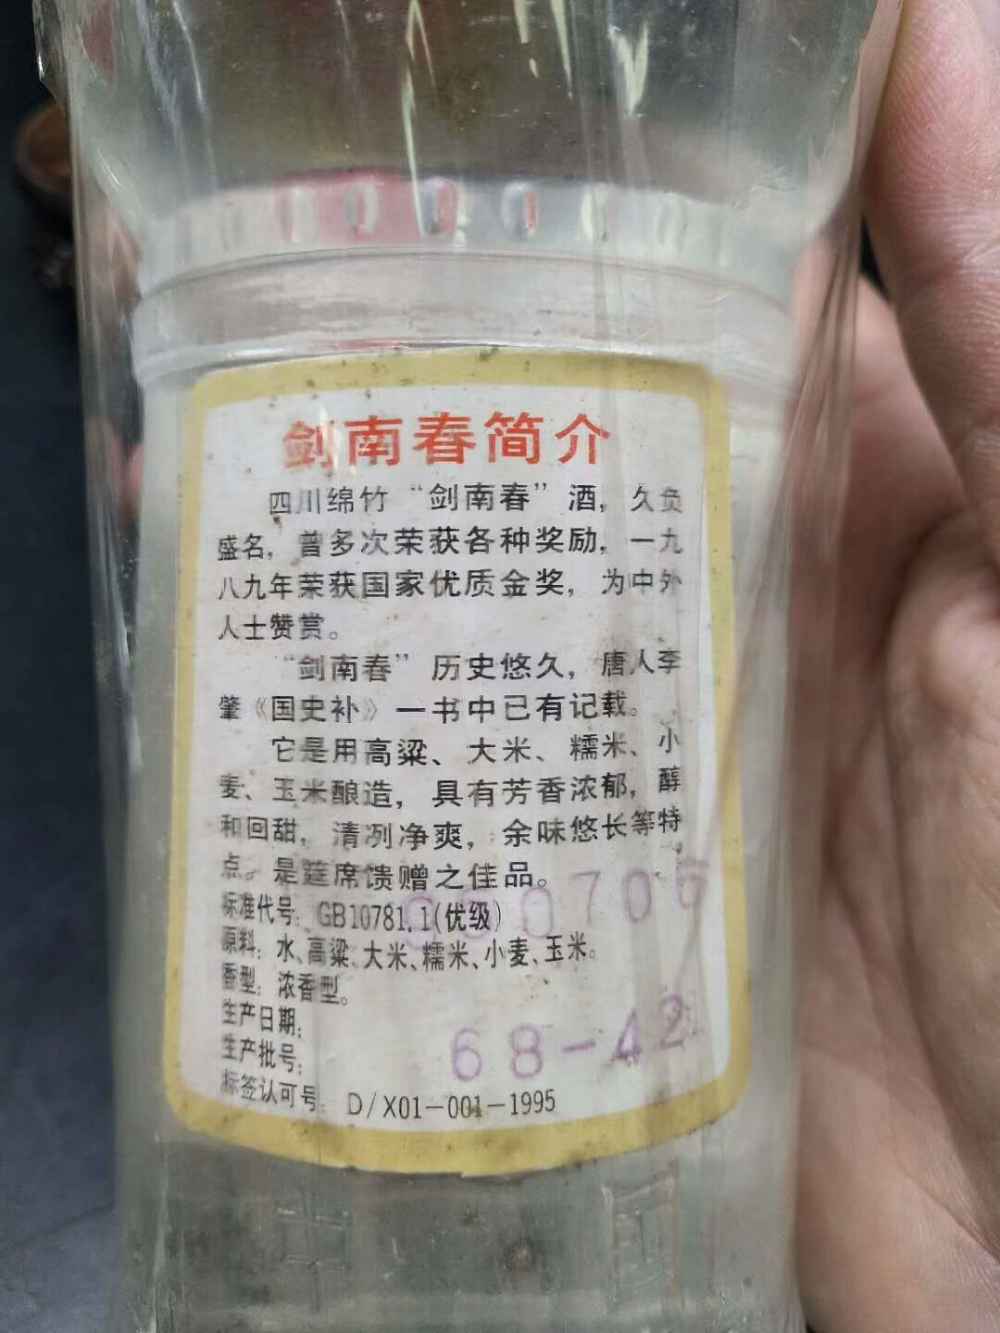 剑南春简介
四川绵竹“剑南春”酒，久负
盛名，曾多次荣获各种奖励，一九
八九年荣获国家优质金奖，为中外
人士赞赏。
“剑南春”历史悠久，唐人李
肇《国史补》一书中已有记载。
它是用高粱、大米、糯米、小
麦、玉米酿造，具有芳香浓郁，醇
和回甜，清冽净爽，余味悠长等特
点。是筵席馈赠之佳品。
标准代号：GB10781.1(优级)
原料：水、高粱、大米、糯米、小麦、玉米。
香型：浓香型。
生产日期：
生产批号：68-42
标签认可号：D/X01-001-1995